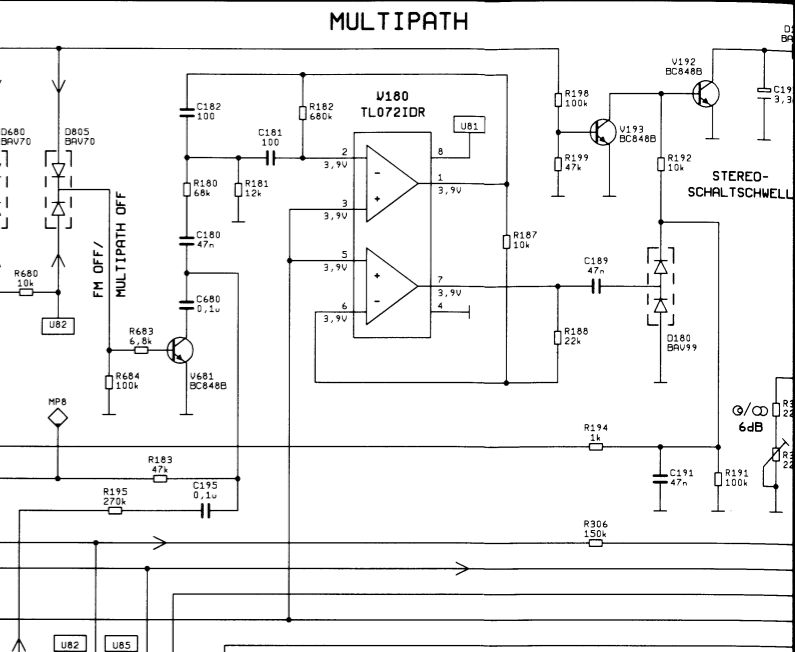 MULTIPATH
V192
BC848B
R198
100k
C182
100
R182
680k
V180
TL072IDR
U81
D680
BAV70
D805
BAV70
C181
100
V193
BC848B
2
3,9V
8
1
3,9V
R199
47k
R192
10k
STEREO-
SCHALTSCHWELL
R180
68k
R181
12k
3
3,9V
FM OFF/
MULTIPATH OFF
C180
47n
R187
10k
5
3,9V
C189
47n
7
3,9V
R680
10k
C680
0,1u
6
3,9V
4
U82
R683
6,8k
R188
22k
D180
BAV99
V681
BC848B
R684
100k
MP8
6dB
R194
1k
R183
47k
C191
47n
R191
100k
R195
270k
C195
0,1u
R306
150k
U82
U85